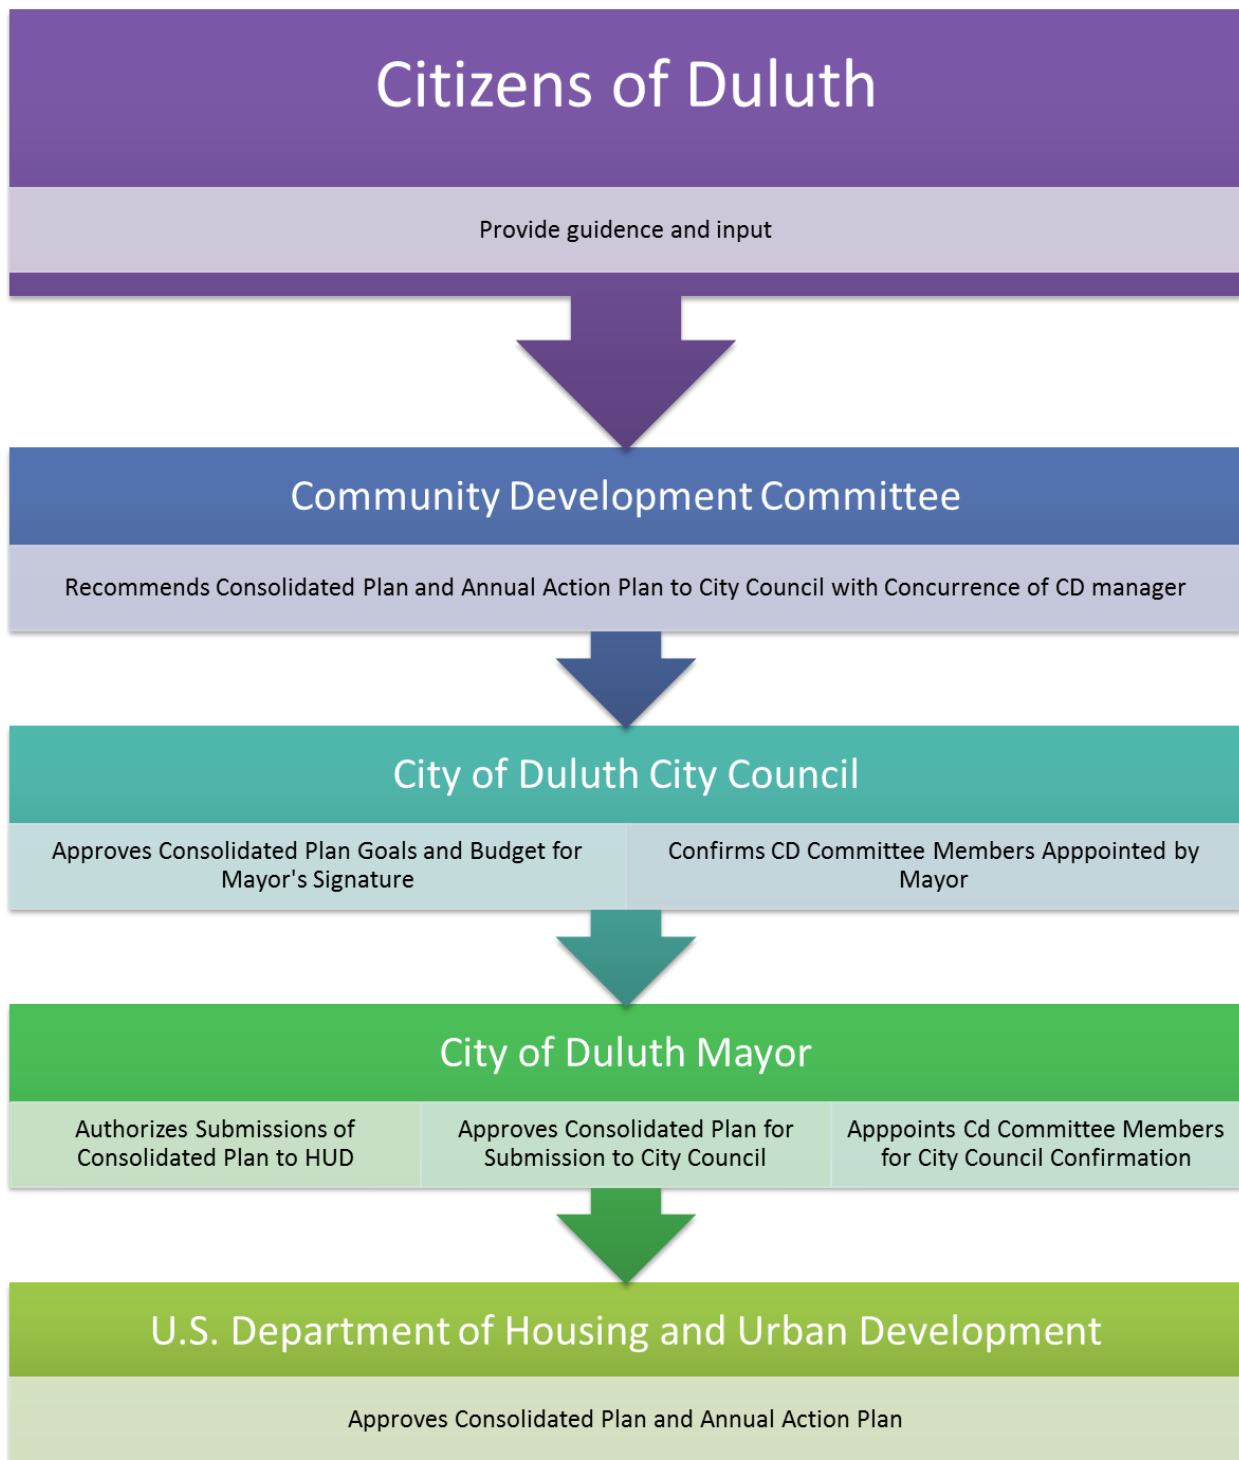 Citizens of Duluth
Provide guidence and input
Community Development Committee
Recommends Consolidated Plan and Annual Action Plan to City Council with Concurrence of CD manager
City of Duluth City Council
Approves Consolidated Plan Goals and Budget for
Mayor's Signature
Confirms CD Committee Members Apppointed by
Mayor
City of Duluth Mayor
Authorizes Submissions of
Consolidated Plan to HUD
Approves Consolidated Plan for
Submission to City Council
Apppoints Cd Committee Members
for City Council Confirmation
U.S. Department of Housing and Urban Development
Approves Consolidated Plan and Annual Action Plan